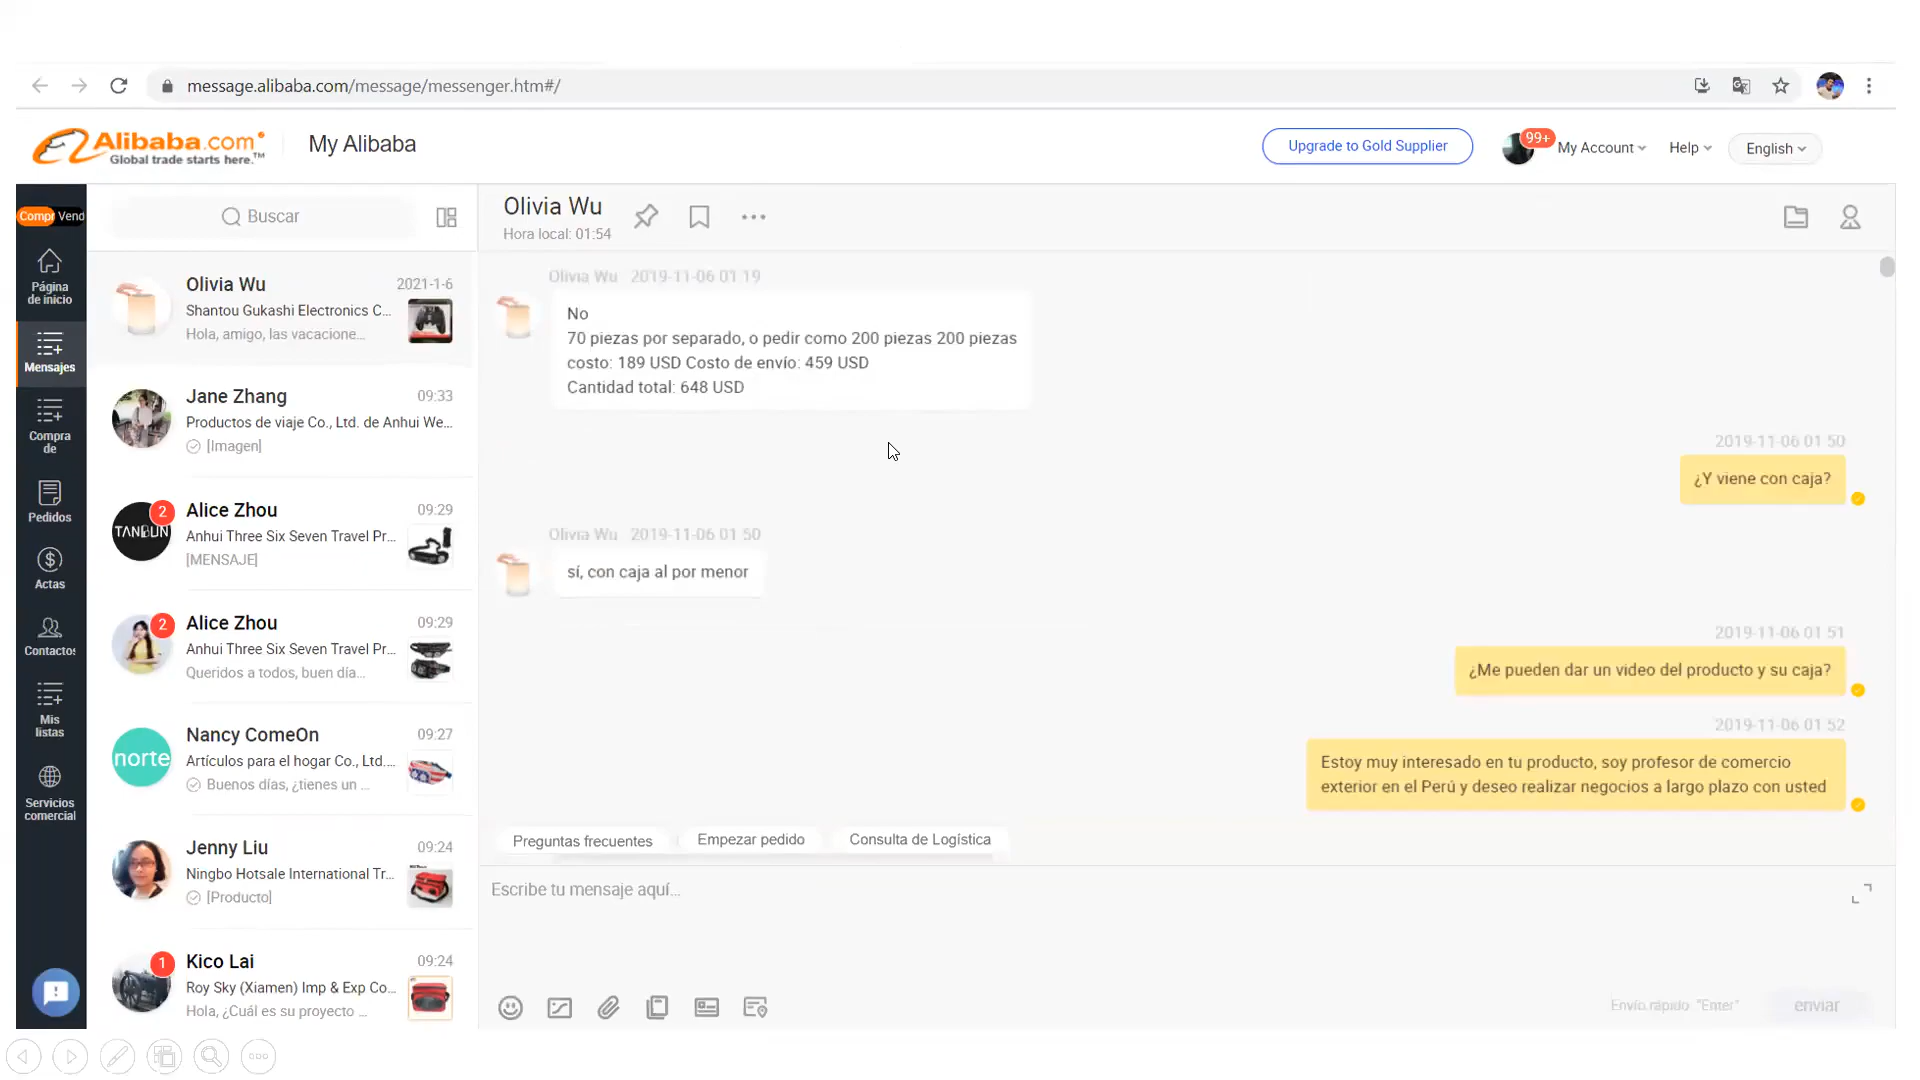 message.alibaba.com/message/messenger.htm#/
Alibaba.com
Global trade starts here.™
My Alibaba
Upgrade to Gold Supplier
99+
My Account
Help
English
Compr
Vend
Página
de inicio
Mensajes
Compra
de
Pedidos
Actas
Contactos
Mis
listas
Servicios
comercial
Buscar
Olivia Wu
2021-1-6
Shantou Gukashi Electronics C...
Hola, amigo, las vacacione...
Jane Zhang
09:33
Productos de viaje Co., Ltd. de Anhui We...
[Imagen]
2
TANBUN
Alice Zhou
09:29
Anhui Three Six Seven Travel Pr...
[MENSAJE]
2
Alice Zhou
09:29
Anhui Three Six Seven Travel Pr...
Queridos a todos, buen día...
norte
Nancy ComeOn
09:27
Artículos para el hogar Co., Ltd....
Buenos días, ¿tienes un ...
Jenny Liu
09:24
Ningbo Hotsale International Tr...
[Producto]
1
Kico Lai
09:24
Roy Sky (Xiamen) Imp & Exp Co...
Hola, ¿Cuál es su proyecto ...
Olivia Wu
Hora local: 01:54
Olivia Wu 2019-11-06 01 19
No
70 piezas por separado, o pedir como 200 piezas 200 piezas
costo: 189 USD Costo de envío: 459 USD
Cantidad total: 648 USD
2019-11-06 01 50
¿Y viene con caja?
Olivia Wu 2019-11-06 01 50
sí, con caja al por menor
2019-11-06 01 51
¿Me pueden dar un video del producto y su caja?
2019-11-06 01 52
Estoy muy interesado en tu producto, soy profesor de comercio
exterior en el Perú y deseo realizar negocios a largo plazo con usted
Preguntas frecuentes
Empezar pedido
Consulta de Logística
Escribe tu mensaje aquí...
Envío rápido: "Enter"
enviar